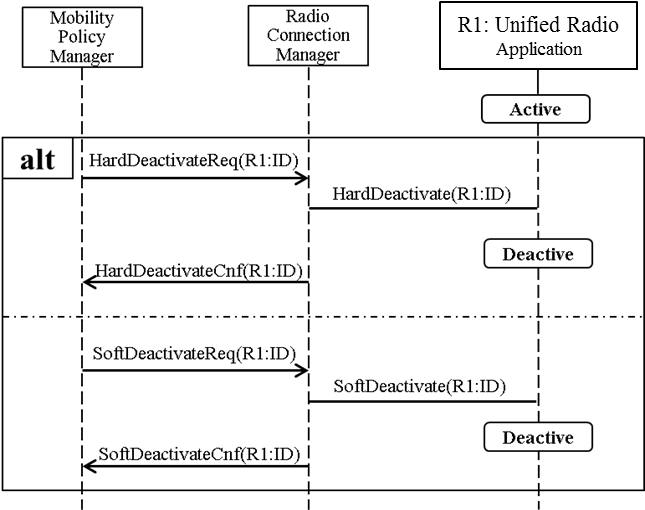 Mobility
Policy
Manager
Radio
Connection
Manager
R1: Unified Radio
Application
Active
alt
HardDeactivateReq(R1:ID)
HardDeactivate(R1:ID)
Deactive
HardDeactivateCnf(R1:ID)
SoftDeactivateReq(R1:ID)
SoftDeactivate(R1:ID)
Deactive
SoftDeactivateCnf(R1:ID)